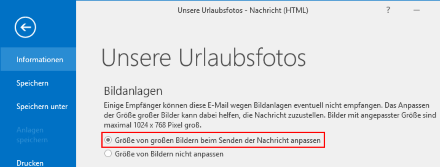 Unsere Urlaubsfotos - Nachricht (HTML)
?
Unsere Urlaubsfotos
Informationen
Speichern
Speichern unter
Anlagen
speichern
Drucken
Bildanlagen
Einige Empfänger können diese E-Mail wegen Bildanlagen eventuell nicht empfangen. Das Anpassen
der Größe großer Bilder kann dabei helfen, die Nachricht zuzustellen. Bilder mit angepasster Größe sind
maximal 1024 x 768 Pixel groß.
Größe von großen Bildern beim Senden der Nachricht anpassen
Größe von Bildern nicht anpassen